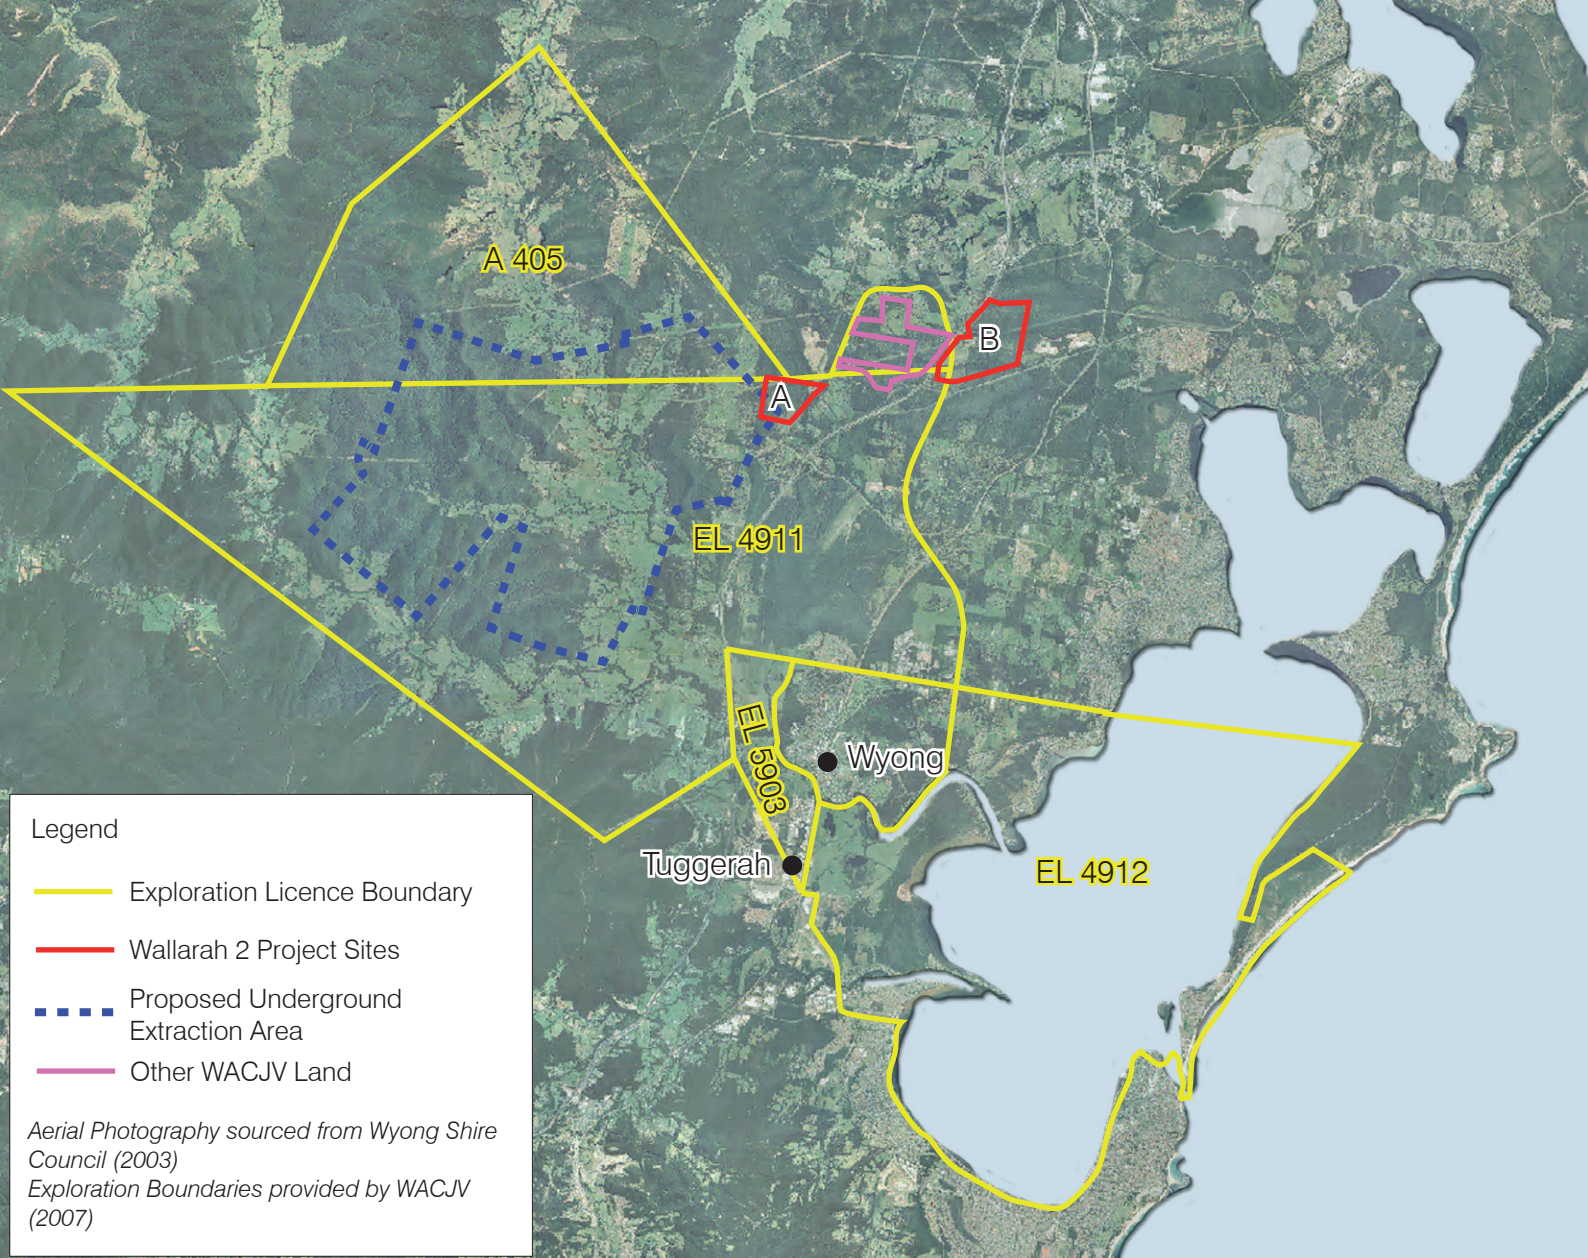 A 405
B
A
EL 4911
EL 5903
Wyong
Tuggerah
EL 4912
Legend
Exploration Licence Boundary
Wallarah 2 Project Sites
Proposed Underground
Extraction Area
Other WACJV Land
Aerial Photography sourced from Wyong Shire
Council (2003)
Exploration Boundaries provided by WACJV
(2007)